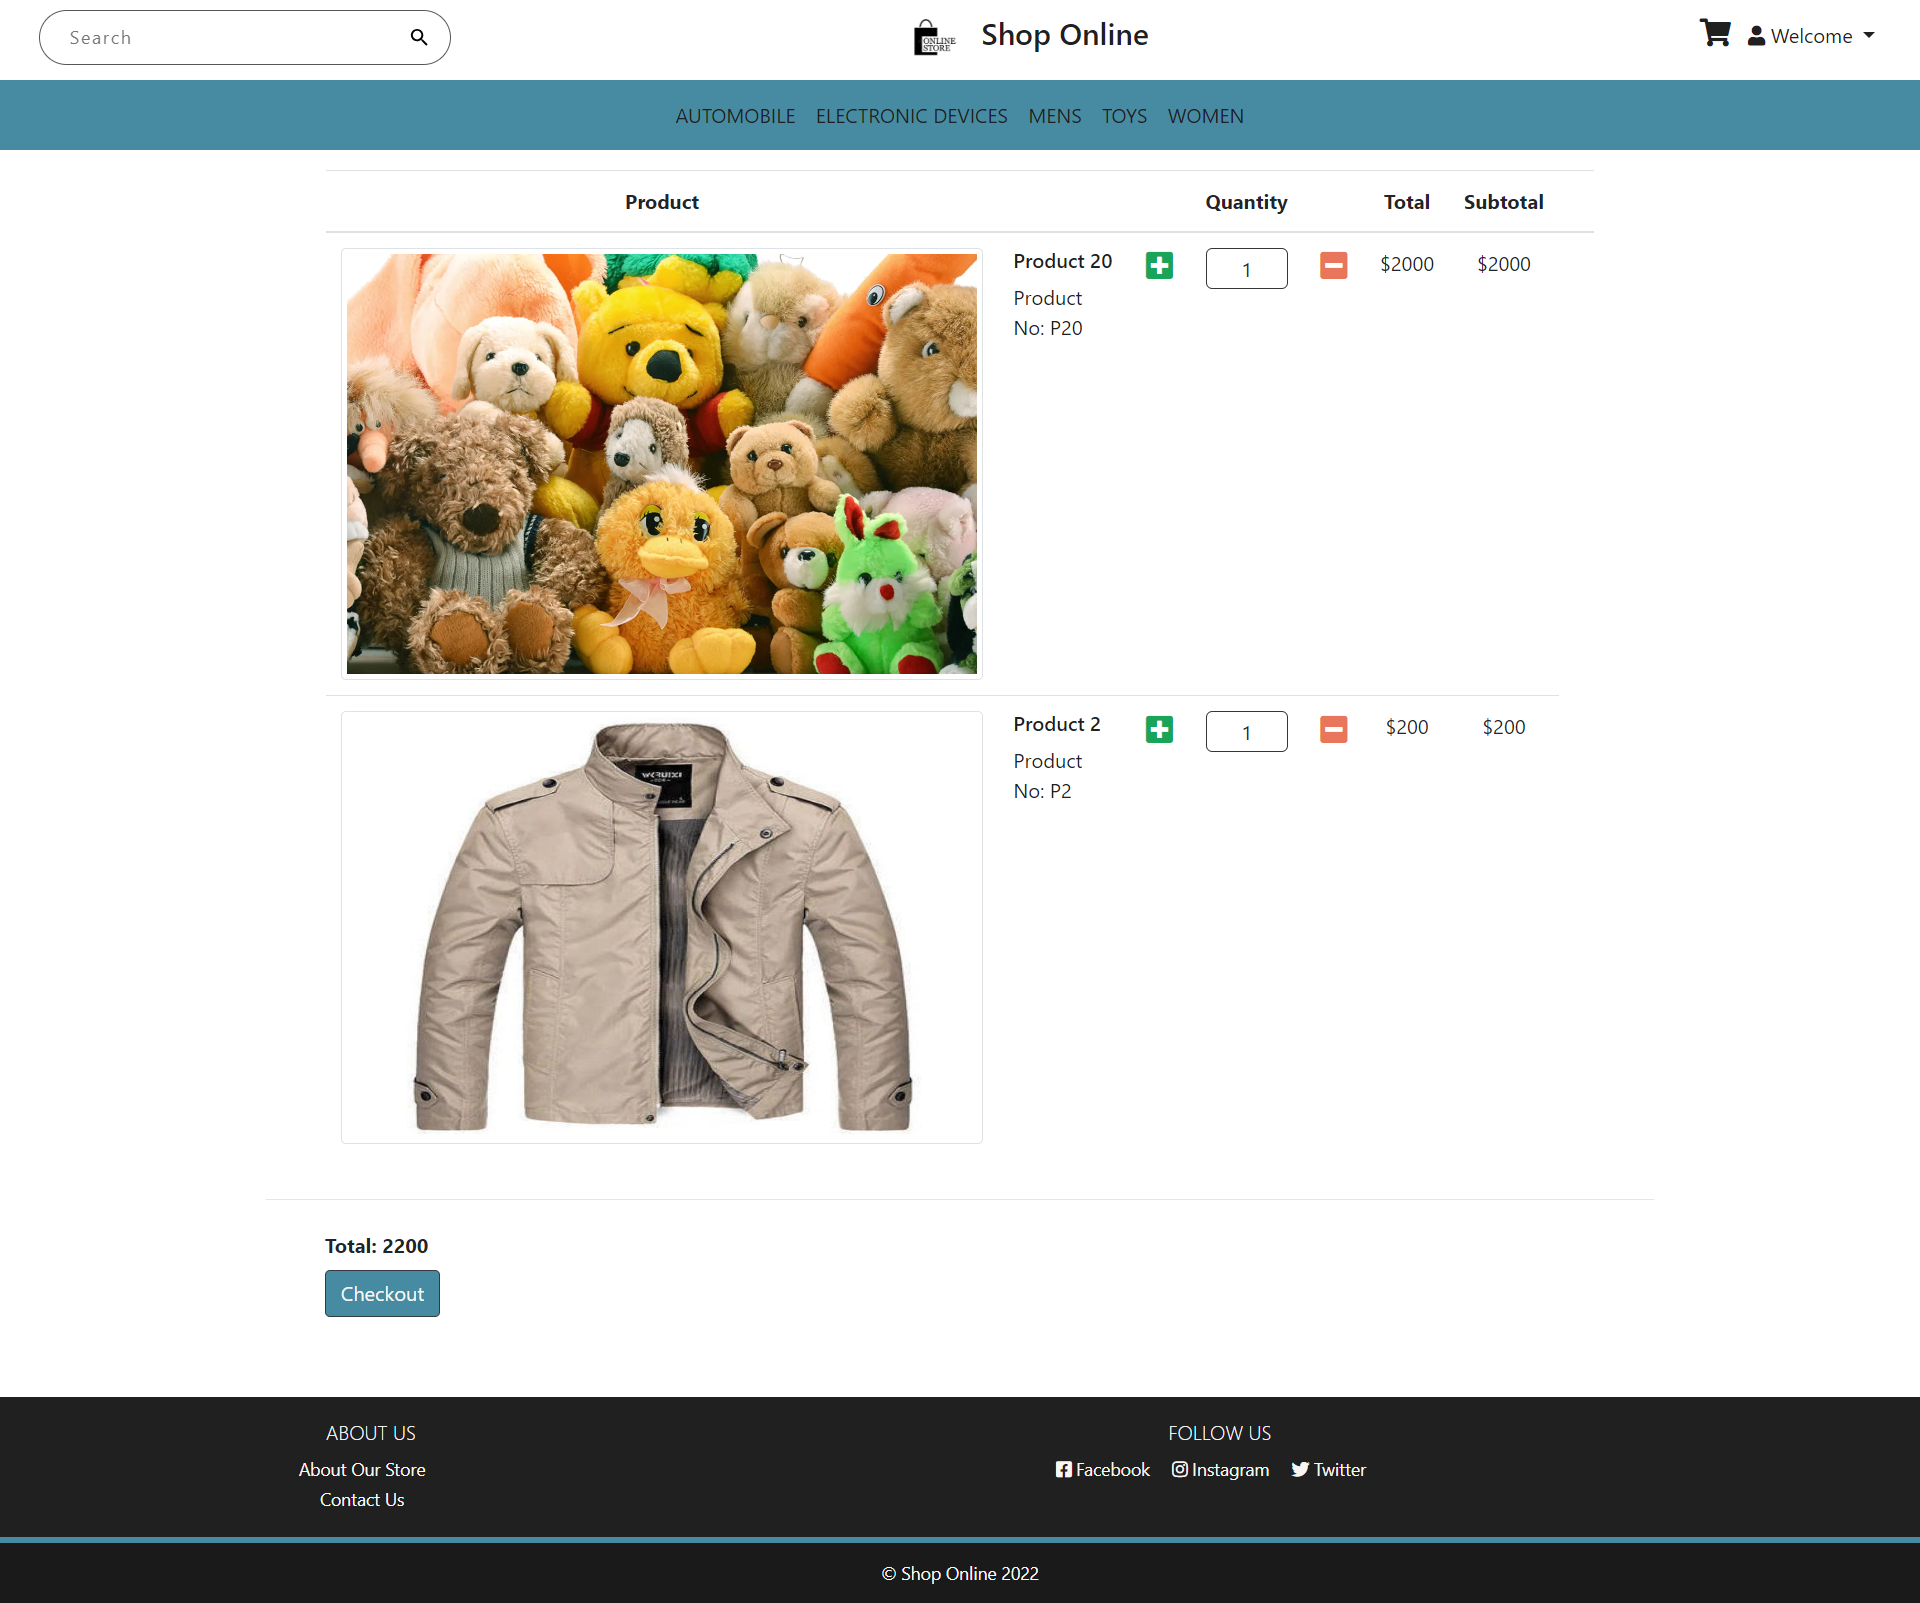 Search
ONLINE
STORE
Shop Online
Welcome
AUTOMOBILE ELECTRONIC DEVICES MENS TOYS WOMEN
Product Quantity Total Subtotal
Product 20 1 $2000 $2000
Product
No: P20
WKRUIXI
Product 2 1 $200 $200
Product
No: P2
Total: 2200
Checkout
ABOUT US
About Our Store
Contact Us
FOLLOW US
Facebook Instagram Twitter
© Shop Online 2022